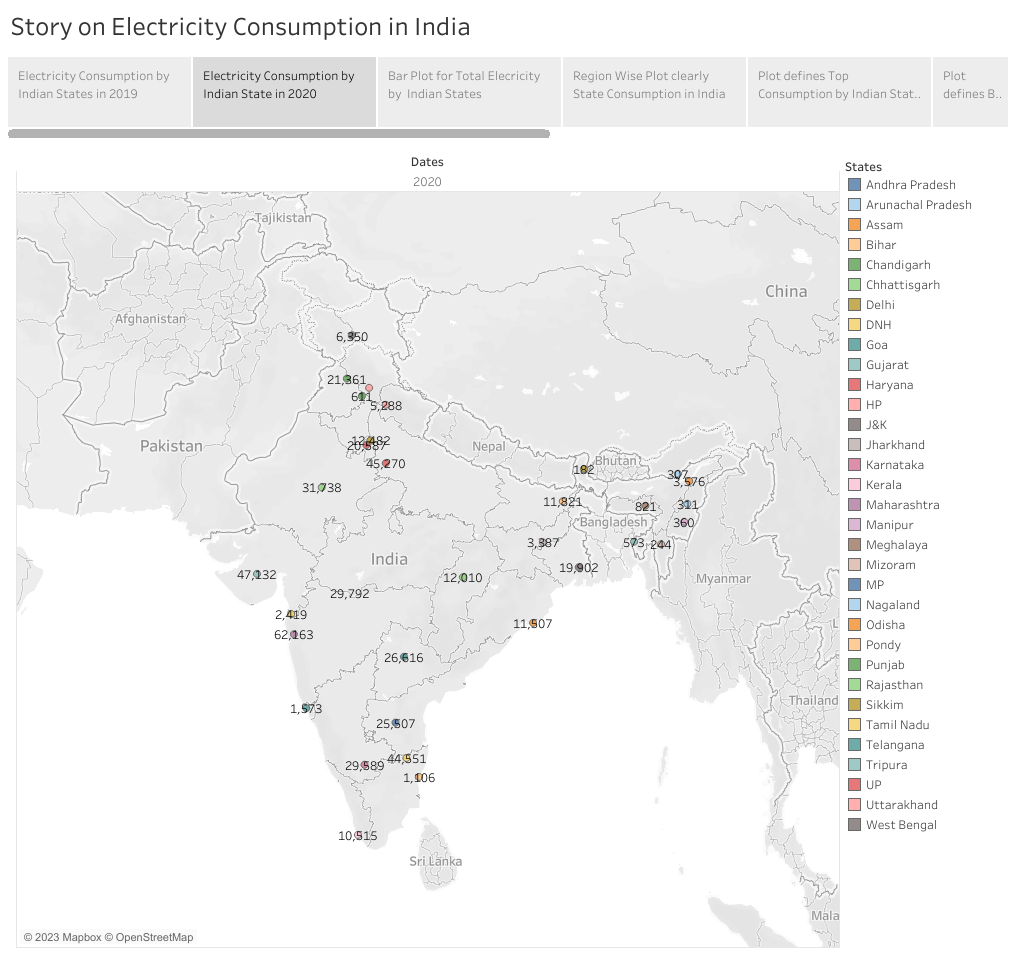 Story on Electricity Consumption in India
Electricity Consumption by
Indian States in 2019
Electricity Consumption by
Indian State in 2020
Bar Plot for Total Elecricity
by Indian States
Region Wise Plot clearly
State Consumption in India
Plot defines Top
Consumption by Indian Stat..
Plot
defines B..
Dates
2020
Tajikistan
China
Afghanistan
6,350
21,361
611
5,288
12,482
20,587
Pakistan
45,270
Nepal
Bhutan
182
307
3,576
31,738
11,821
821
311
Bangladesh
360
3,387
573
244
India
19,902
47,132
12,010
Myanmar
29,792
2,419
11,507
62,163
26,616
Thailand
1,573
25,507
44,551
29,589
1,106
10,515
Sri Lanka
Mala
© 2023 Mapbox © OpenStreetMap
States
Andhra Pradesh
Arunachal Pradesh
Assam
Bihar
Chandigarh
Chhattisgarh
Delhi
DNH
Goa
Gujarat
Haryana
HP
J&K
Jharkhand
Karnataka
Kerala
Maharashtra
Manipur
Meghalaya
Mizoram
MP
Nagaland
Odisha
Pondy
Punjab
Rajasthan
Sikkim
Tamil Nadu
Telangana
Tripura
UP
Uttarakhand
West Bengal